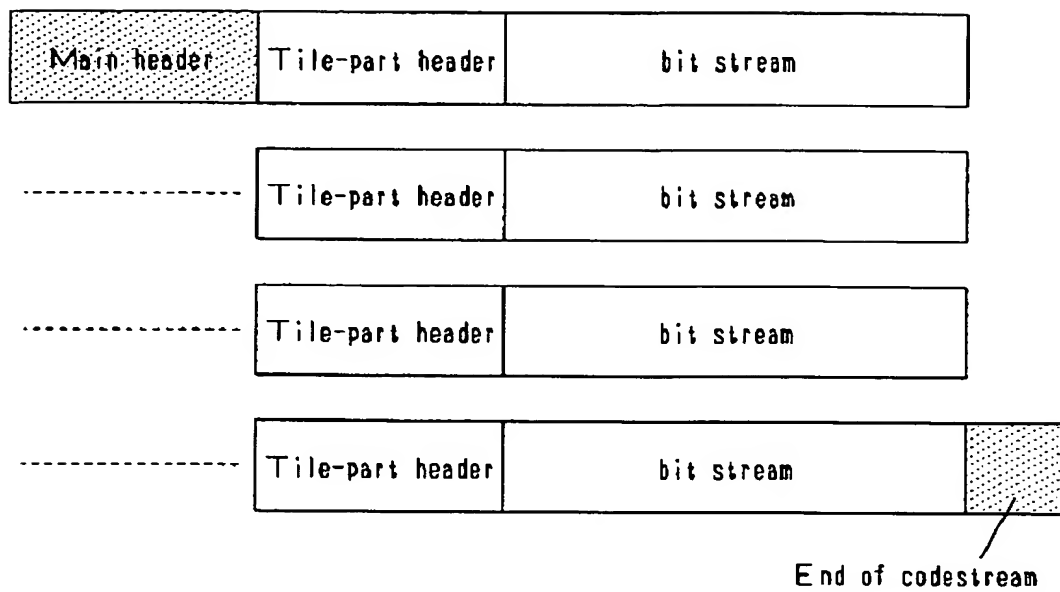 Main header Tile-part header bit stream
Tile-part header bit stream
Tile-part header bit stream
Tile-part header bit stream
End of codestream